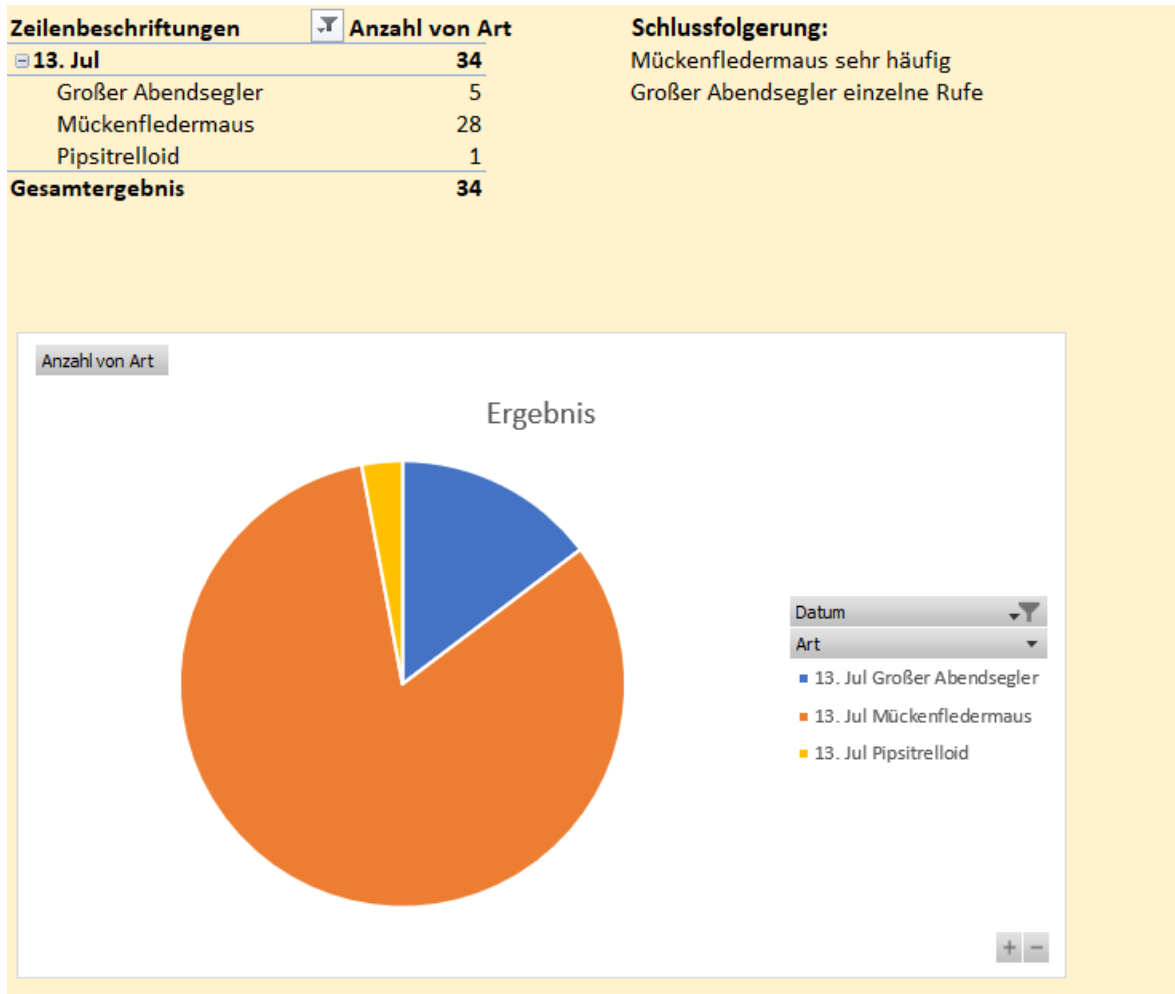 Zeilenbeschriftungen Anzahl von Art
13. Jul 34
Großer Abendsegler 5
Mückenfledermaus 28
Pipsitrelloid 1
Gesamtergebnis 34
Schlussfolgerung:
Mückenfledermaus sehr häufig
Großer Abendsegler einzelne Rufe
Anzahl von Art
Ergebnis
Datum
Art
13. Jul Großer Abendsegler
13. Jul Mückenfledermaus
13. Jul Pipsitrelloid
+ −